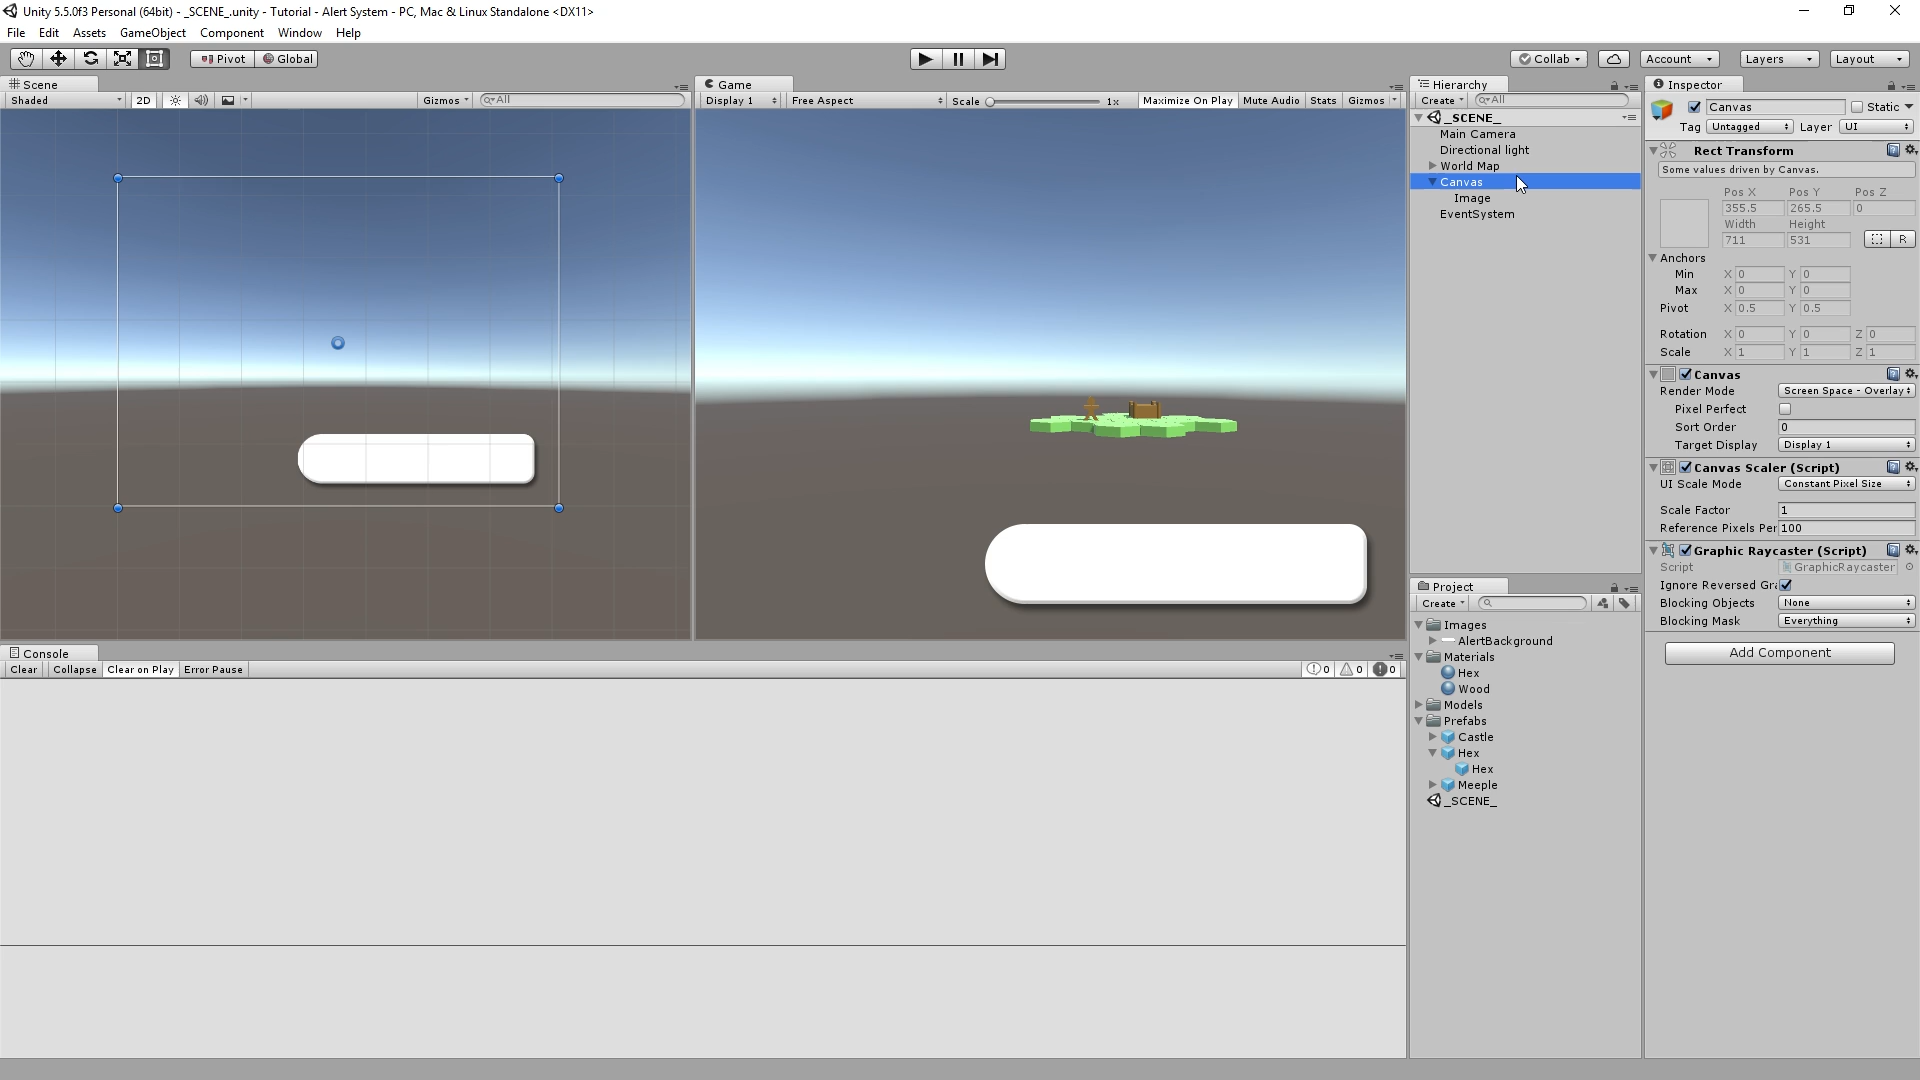 Unity 5.5.0f3 Personal (64bit) - _SCENE_.unity - Tutorial - Alert System - PC, Mac & Linux Standalone <DX11>
File Edit Assets GameObject Component Window Help
Pivot Global Collab Account Layers Layout
Scene
Shaded 2D Gizmos All
Game
Display 1 Free Aspect Scale 1x Maximize On Play Mute Audio Stats Gizmos
Hierarchy
Create All
_SCENE_
Main Camera
Directional light
World Map
Canvas
Image
EventSystem
Project
Create
Images
AlertBackground
Materials
Hex
Wood
Models
Prefabs
Castle
Hex
Hex
Meeple
_SCENE_
Inspector
Canvas Static
Tag Untagged Layer UI
Rect Transform
Some values driven by Canvas.
Pos X Pos Y Pos Z
355.5 265.5 0
Width Height
711 531 R
Anchors
Min X 0 Y 0
Max X 0 Y 0
Pivot X 0.5 Y 0.5
Rotation X 0 Y 0 Z 0
Scale X 1 Y 1 Z 1
Canvas
Render Mode Screen Space - Overlay
Pixel Perfect
Sort Order 0
Target Display Display 1
Canvas Scaler (Script)
UI Scale Mode Constant Pixel Size
Scale Factor 1
Reference Pixels Per 100
Graphic Raycaster (Script)
Script GraphicRaycaster
Ignore Reversed Gra
Blocking Objects None
Blocking Mask Everything
Add Component
Console
Clear Collapse Clear on Play Error Pause 0 0 0